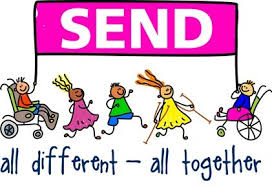 SEND
all different – all together